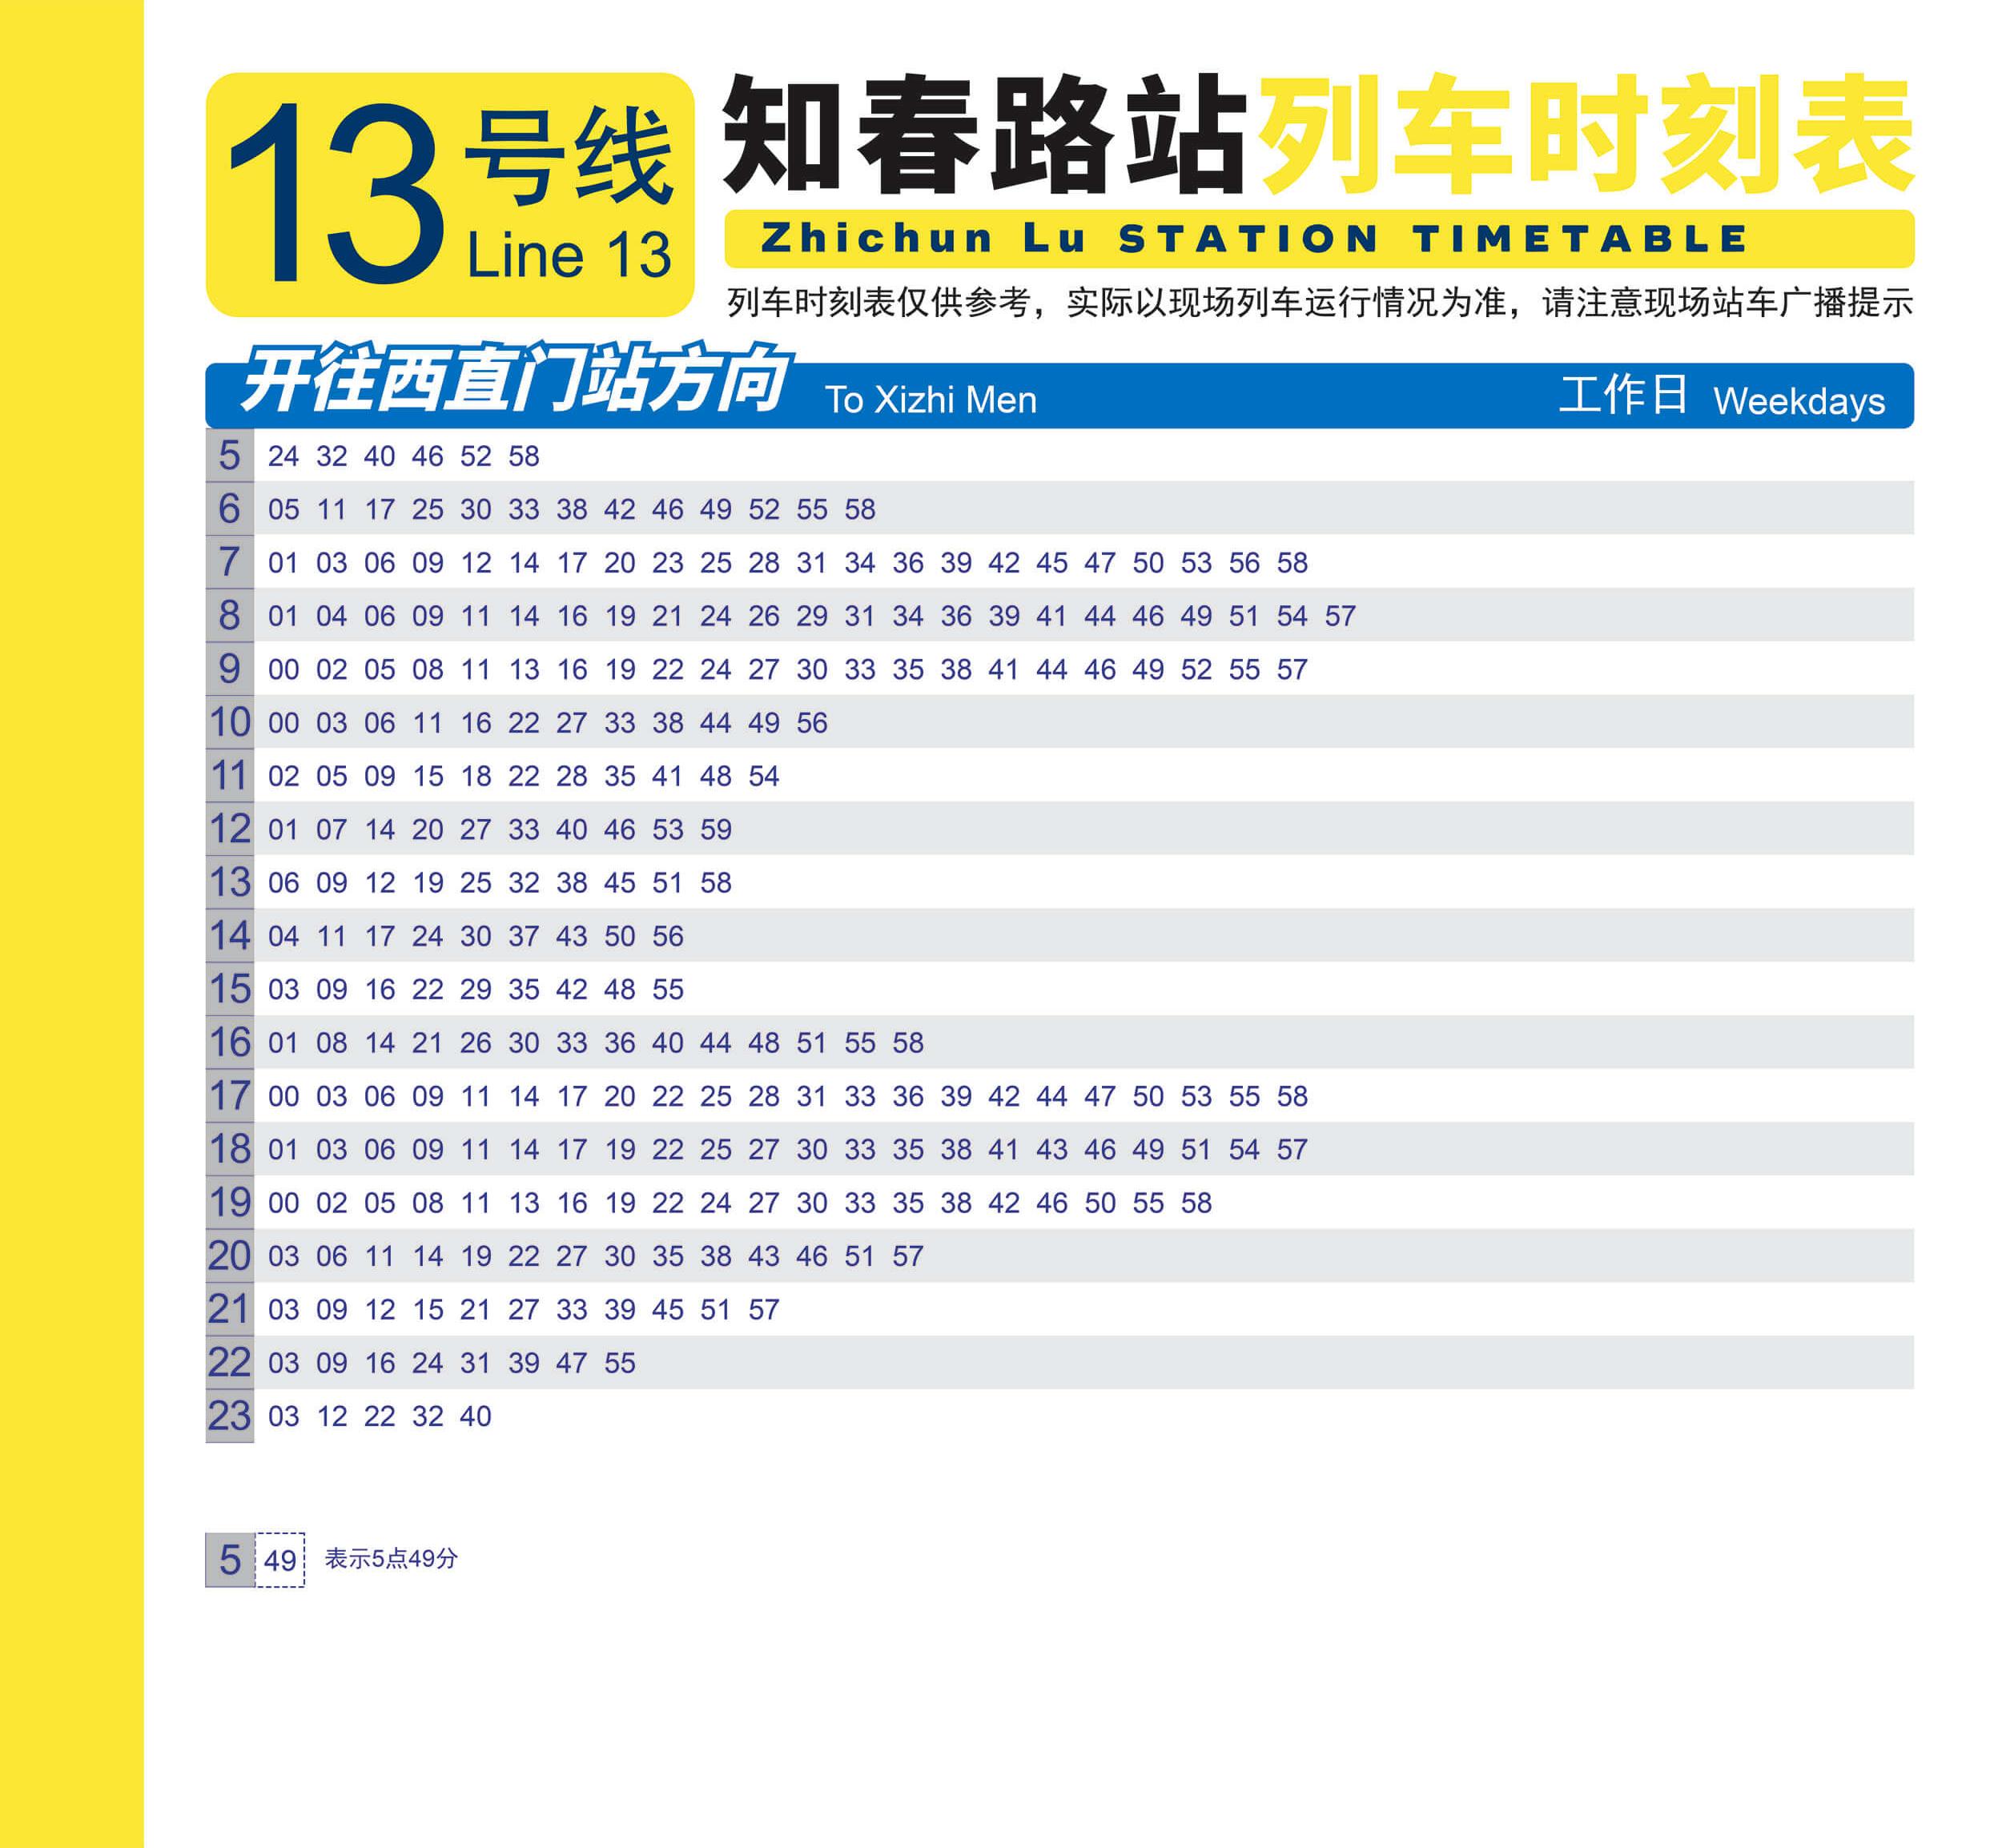 13号线
Line 13
知春路站列车时刻表
Zhichun Lu STATION TIMETABLE
列车时刻表仅供参考，实际以现场列车运行情况为准，请注意现场站车广播提示
开往西直门站方向 To Xizhi Men 工作日 Weekdays
5 24 32 40 46 52 58
6 05 11 17 25 30 33 38 42 46 49 52 55 58
7 01 03 06 09 12 14 17 20 23 25 28 31 34 36 39 42 45 47 50 53 56 58
8 01 04 06 09 11 14 16 19 21 24 26 29 31 34 36 39 41 44 46 49 51 54 57
9 00 02 05 08 11 13 16 19 22 24 27 30 33 35 38 41 44 46 49 52 55 57
10 00 03 06 11 16 22 27 33 38 44 49 56
11 02 05 09 15 18 22 28 35 41 48 54
12 01 07 14 20 27 33 40 46 53 59
13 06 09 12 19 25 32 38 45 51 58
14 04 11 17 24 30 37 43 50 56
15 03 09 16 22 29 35 42 48 55
16 01 08 14 21 26 30 33 36 40 44 48 51 55 58
17 00 03 06 09 11 14 17 20 22 25 28 31 33 36 39 42 44 47 50 53 55 58
18 01 03 06 09 11 14 17 19 22 25 27 30 33 35 38 41 43 46 49 51 54 57
19 00 02 05 08 11 13 16 19 22 24 27 30 33 35 38 42 46 50 55 58
20 03 06 11 14 19 22 27 30 35 38 43 46 51 57
21 03 09 12 15 21 27 33 39 45 51 57
22 03 09 16 24 31 39 47 55
23 03 12 22 32 40
5 49 表示5点49分